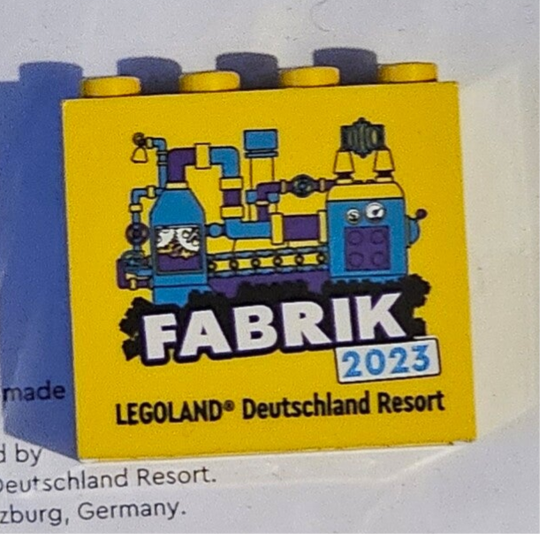 FABRIK
2023
LEGOLAND® Deutschland Resort
made
d by
Deutschland Resort.
zburg, Germany.